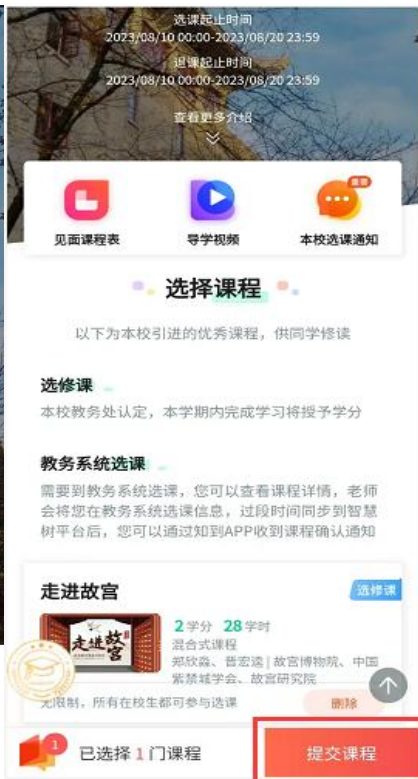 选课起止时间
2023/08/10 00:00-2023/08/20 23:59
退课起止时间
2023/08/10 00:00-2023/08/20 23:59
查看更多介绍
见面课程表
导学视频
重要
本校选课通知
选择课程
以下为本校引进的优秀课程，供同学修读
选修课
本校教务处认定，本学期内完成学习将授予学分
教务系统选课
需要到教务系统选课，您可以查看课程详情，老师
会将您在教务系统选课信息，过段时间同步到智慧
树平台后，您可以通过知到APP收到课程确认通知
走进故宫
选修课
走进故宫
2学分 28学时
混合式课程
郑欣淼、晋宏逵 | 故宫博物院、中国
紫禁城学会、故宫研究院
无限制，所有在校生都可参与选课
删除
1
已选择 1 门课程
提交课程